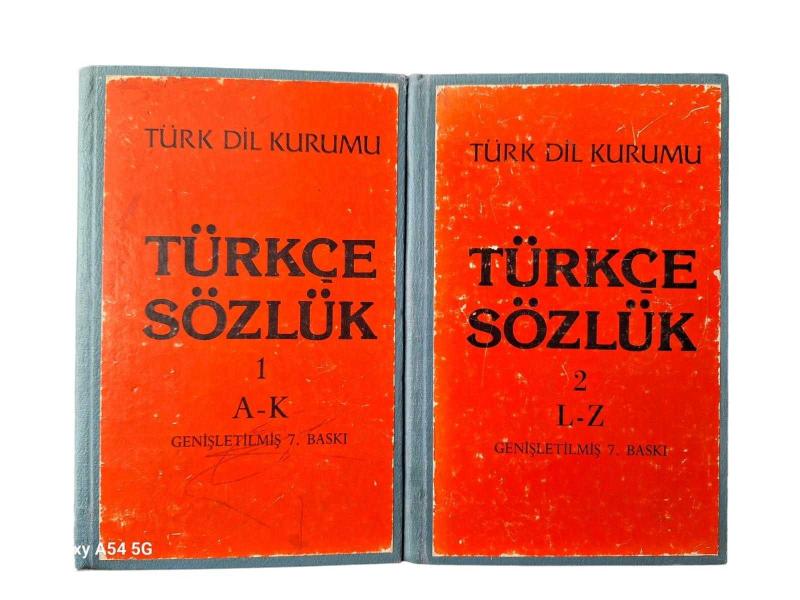 TÜRK DİL KURUMU
TÜRKÇE
SÖZLÜK
1
A-K
GENİŞLETİLMİŞ 7. BASKI
TÜRK DİL KURUMU
TÜRKÇE
SÖZLÜK
2
L-Z
GENİŞLETİLMİŞ 7. BASKI
A54 5G